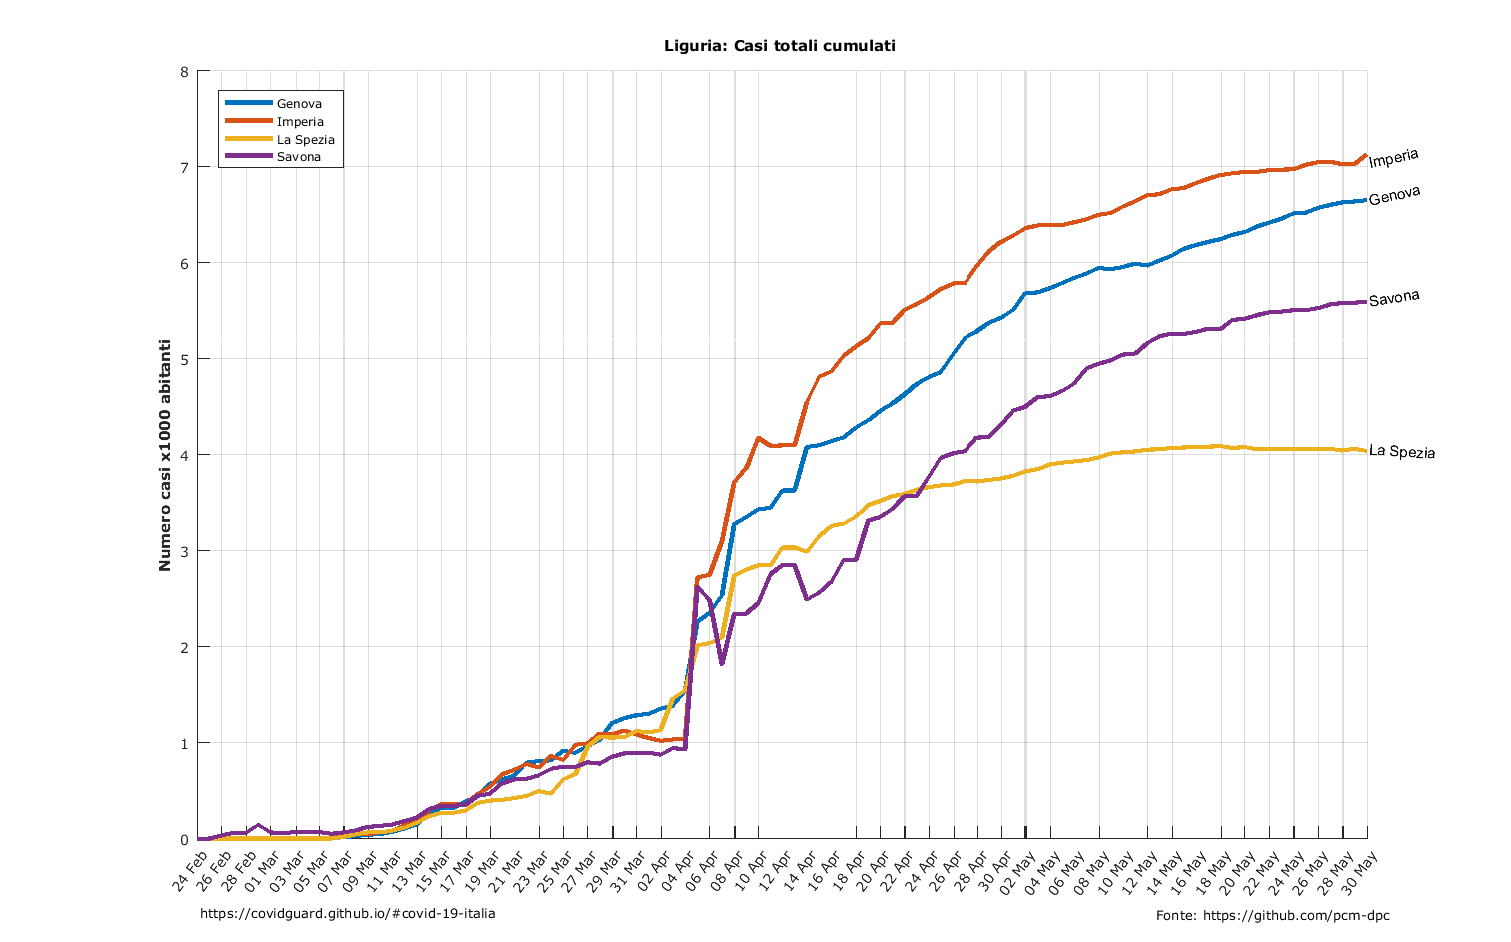 Liguria: Casi totali cumulati
Genova
Imperia
La Spezia
Savona
Numero casi x1000 abitanti
8
7
6
5
4
3
2
1
0
Imperia
Genova
Savona
La Spezia
24 Feb
26 Feb
28 Feb
01 Mar
03 Mar
05 Mar
07 Mar
09 Mar
11 Mar
13 Mar
15 Mar
17 Mar
19 Mar
21 Mar
23 Mar
25 Mar
27 Mar
29 Mar
31 Mar
02 Apr
04 Apr
06 Apr
08 Apr
10 Apr
12 Apr
14 Apr
16 Apr
18 Apr
20 Apr
22 Apr
24 Apr
26 Apr
28 Apr
30 Apr
02 May
04 May
06 May
08 May
10 May
12 May
14 May
16 May
18 May
20 May
22 May
24 May
26 May
28 May
30 May
https://covidguard.github.io/#covid-19-italia
Fonte: https://github.com/pcm-dpc